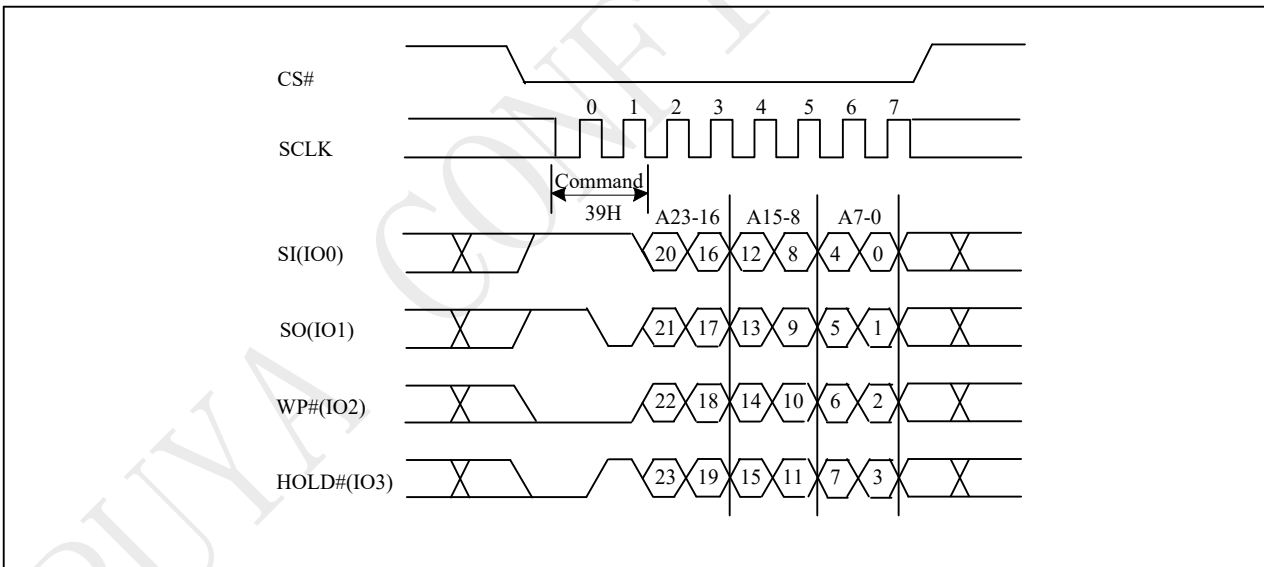 CS#
0 1 2 3 4 5 6 7
SCLK
Command
39H
A23-16 A15-8 A7-0
SI(IO0) 20 16 12 8 4 0
SO(IO1) 21 17 13 9 5 1
WP#(IO2) 22 18 14 10 6 2
HOLD#(IO3) 23 19 15 11 7 3
PUYA CONF